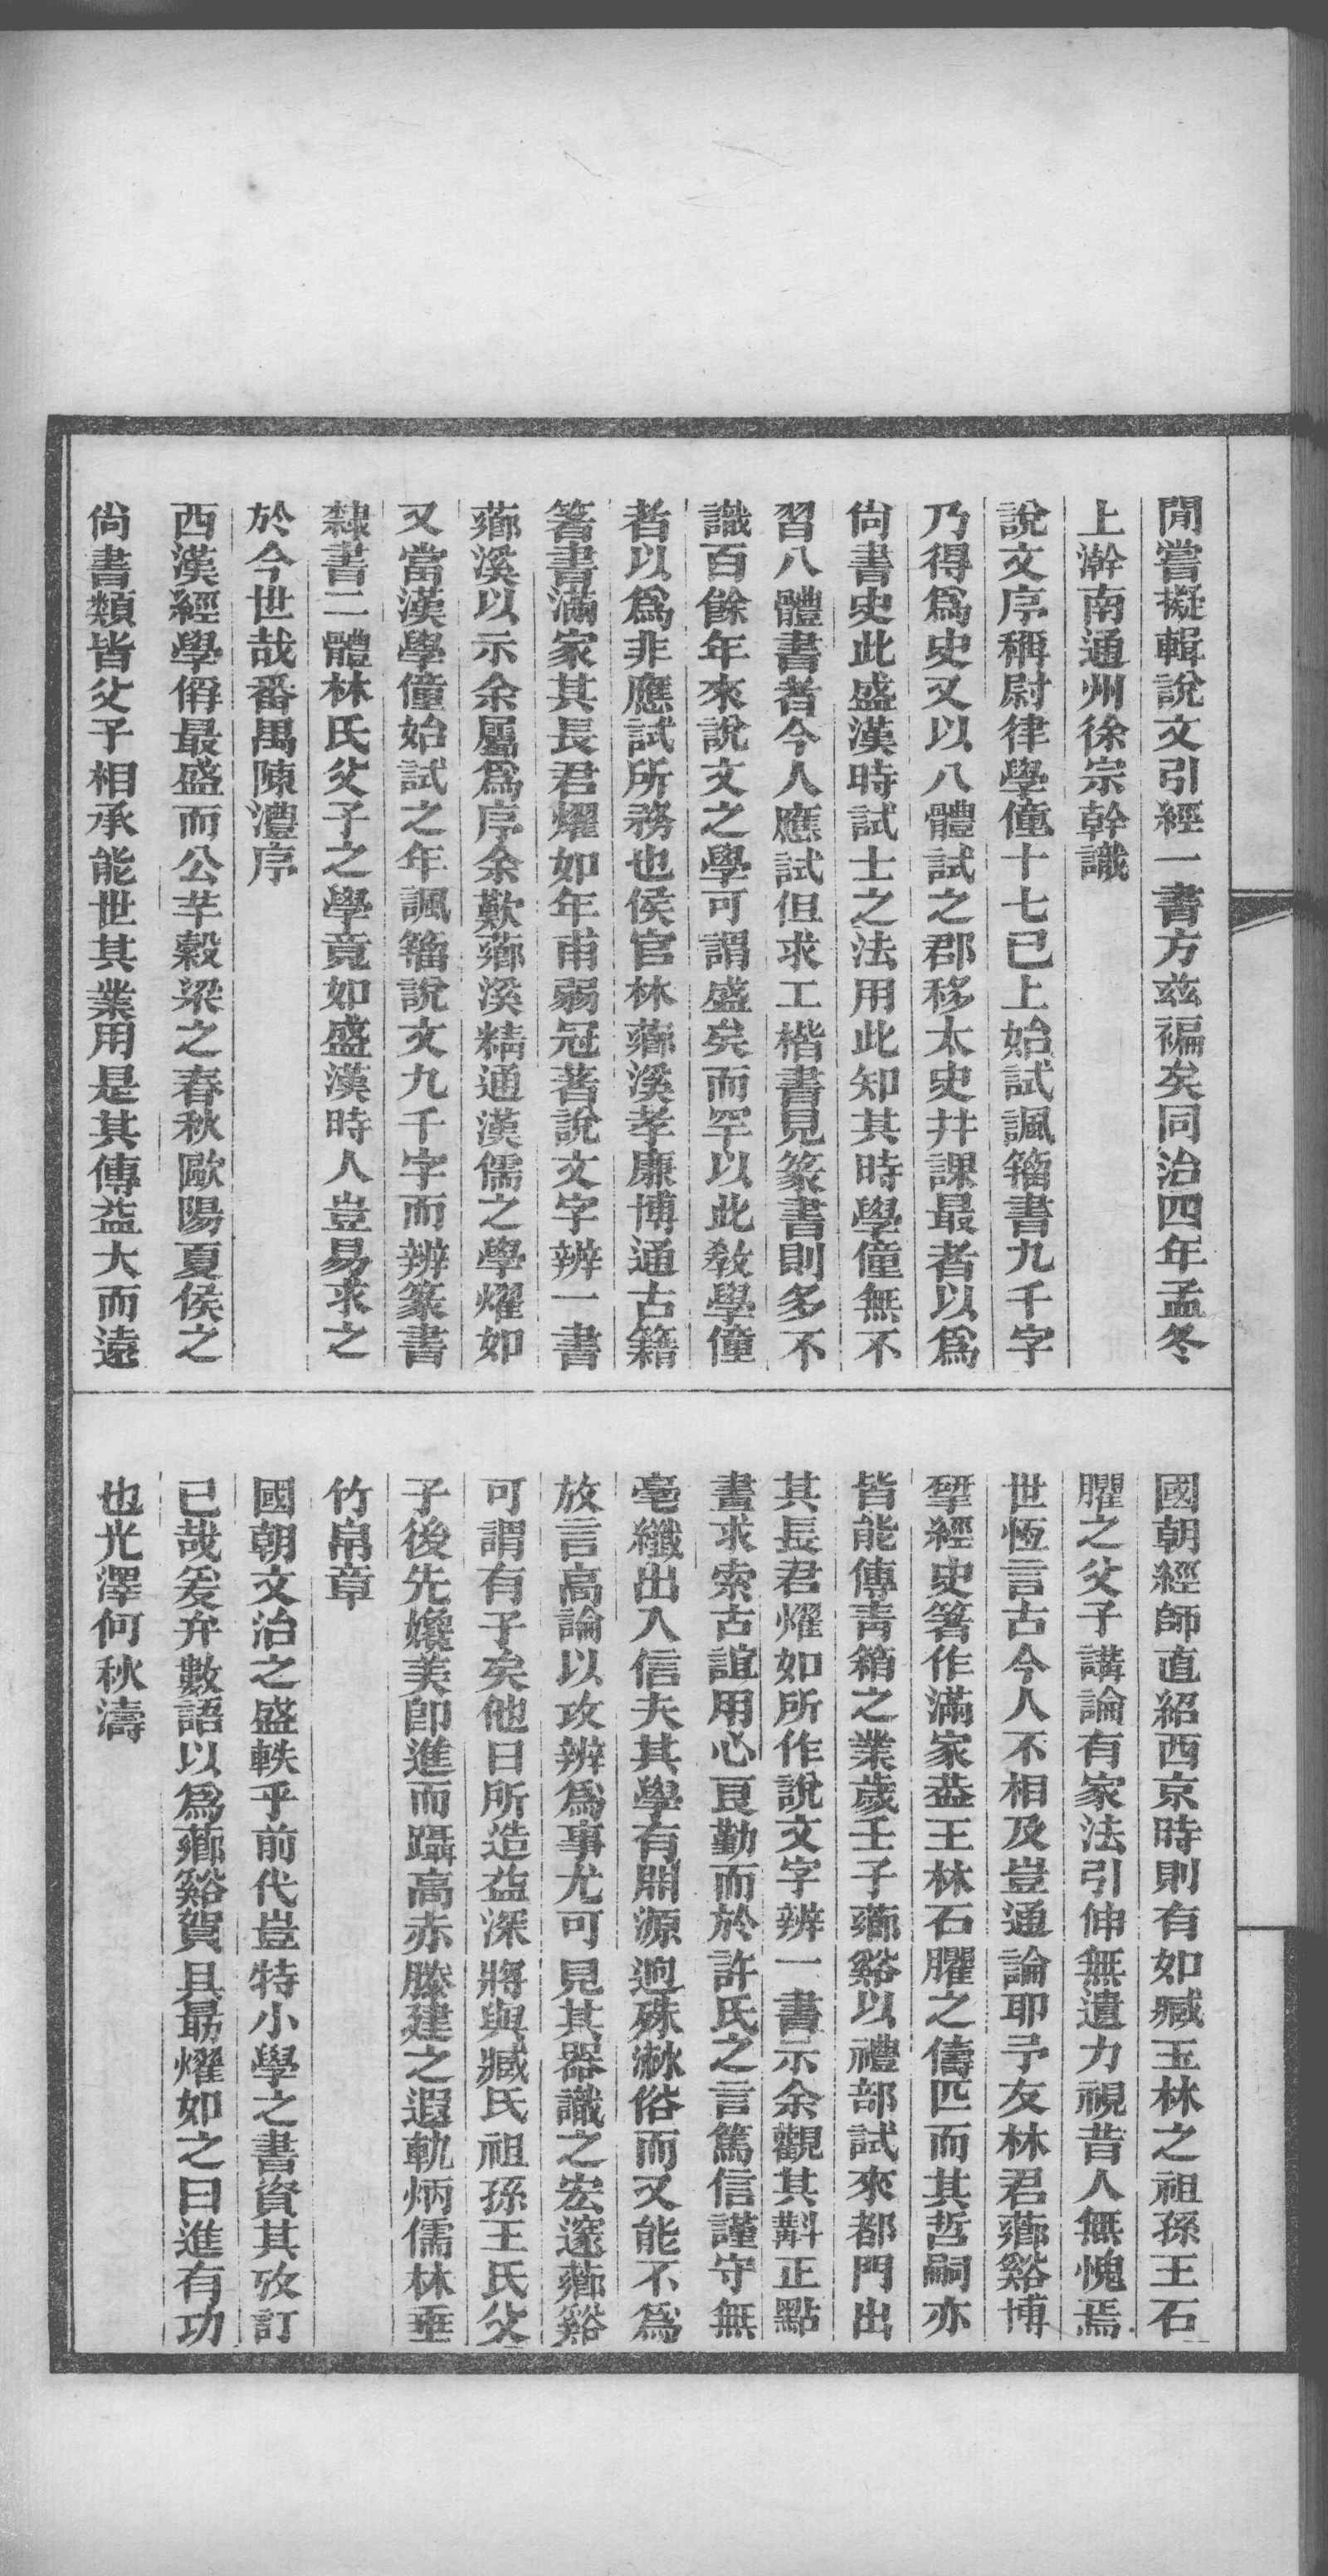 閒嘗擬輯說文引經一書方玆褊矣同治四年孟冬
上澣南通州徐宗幹識
說文序稱尉律學僮十七已上始試諷籀書九千字
乃得爲史又以八體試之郡移太史幷課最者以爲
尙書史此盛漢時試士之法用此知其時學僮無不
習八體書者今人應試但求工楷書見篆書則多不
識百餘年來說文之學可謂盛矣而罕以此敎學僮
者以爲非應試所務也侯官林薌溪孝廉博通古籍
箸書滿家其長君燿如年甫弱冠著說文字辨一書
薌溪以示余屬爲序余歎薌溪精通漢儒之學燿如
又當漢學僮始試之年諷籀說文九千字而辨篆書
隸書二體林氏父子之學竟如盛漢時人豈易求之
於今世哉番禺陳澧序
西漢經學偁最盛而公羊穀梁之春秋歐陽夏侯之
尙書類皆父子相承能世其業用是其傳益大而遠
國朝經師直紹西京時則有如臧玉林之祖孫王石
臞之父子講論有家法引伸無遺力視昔人無愧焉
世恆言古今人不相及豈通論耶予友林君薌谿博
揅經史箸作滿家葢王林石臞之儔匹而其哲嗣亦
皆能傳靑箱之業歲壬子薌谿以禮部試來都門出
其長君燿如所作說文字辨一書示余觀其斠正點
畫求索古誼用心良勤而於許氏之言篤信謹守無
毫纖出入信夫其學有淵源逈殊流俗而又能不爲
放言高論以攻辨爲事尤可見其器識之宏邃薌谿
可謂有子矣他日所造益深將與臧氏祖孫王氏父
子後先媲美卽進而躡高赤滕建之遐軌炳儒林垂
竹帛章
國朝文治之盛軼乎前代豈特小學之書資其攷訂
已哉爰弁數語以爲薌谿賀且勗燿如之日進有功
也光澤何秋濤